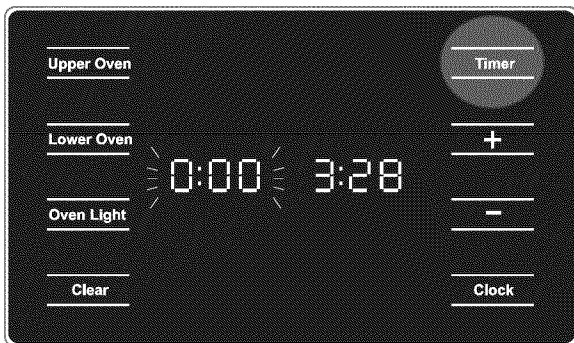 Upper Oven
Timer
Lower Oven
+
0:00 3:28
Oven Light
-
Clear
Clock